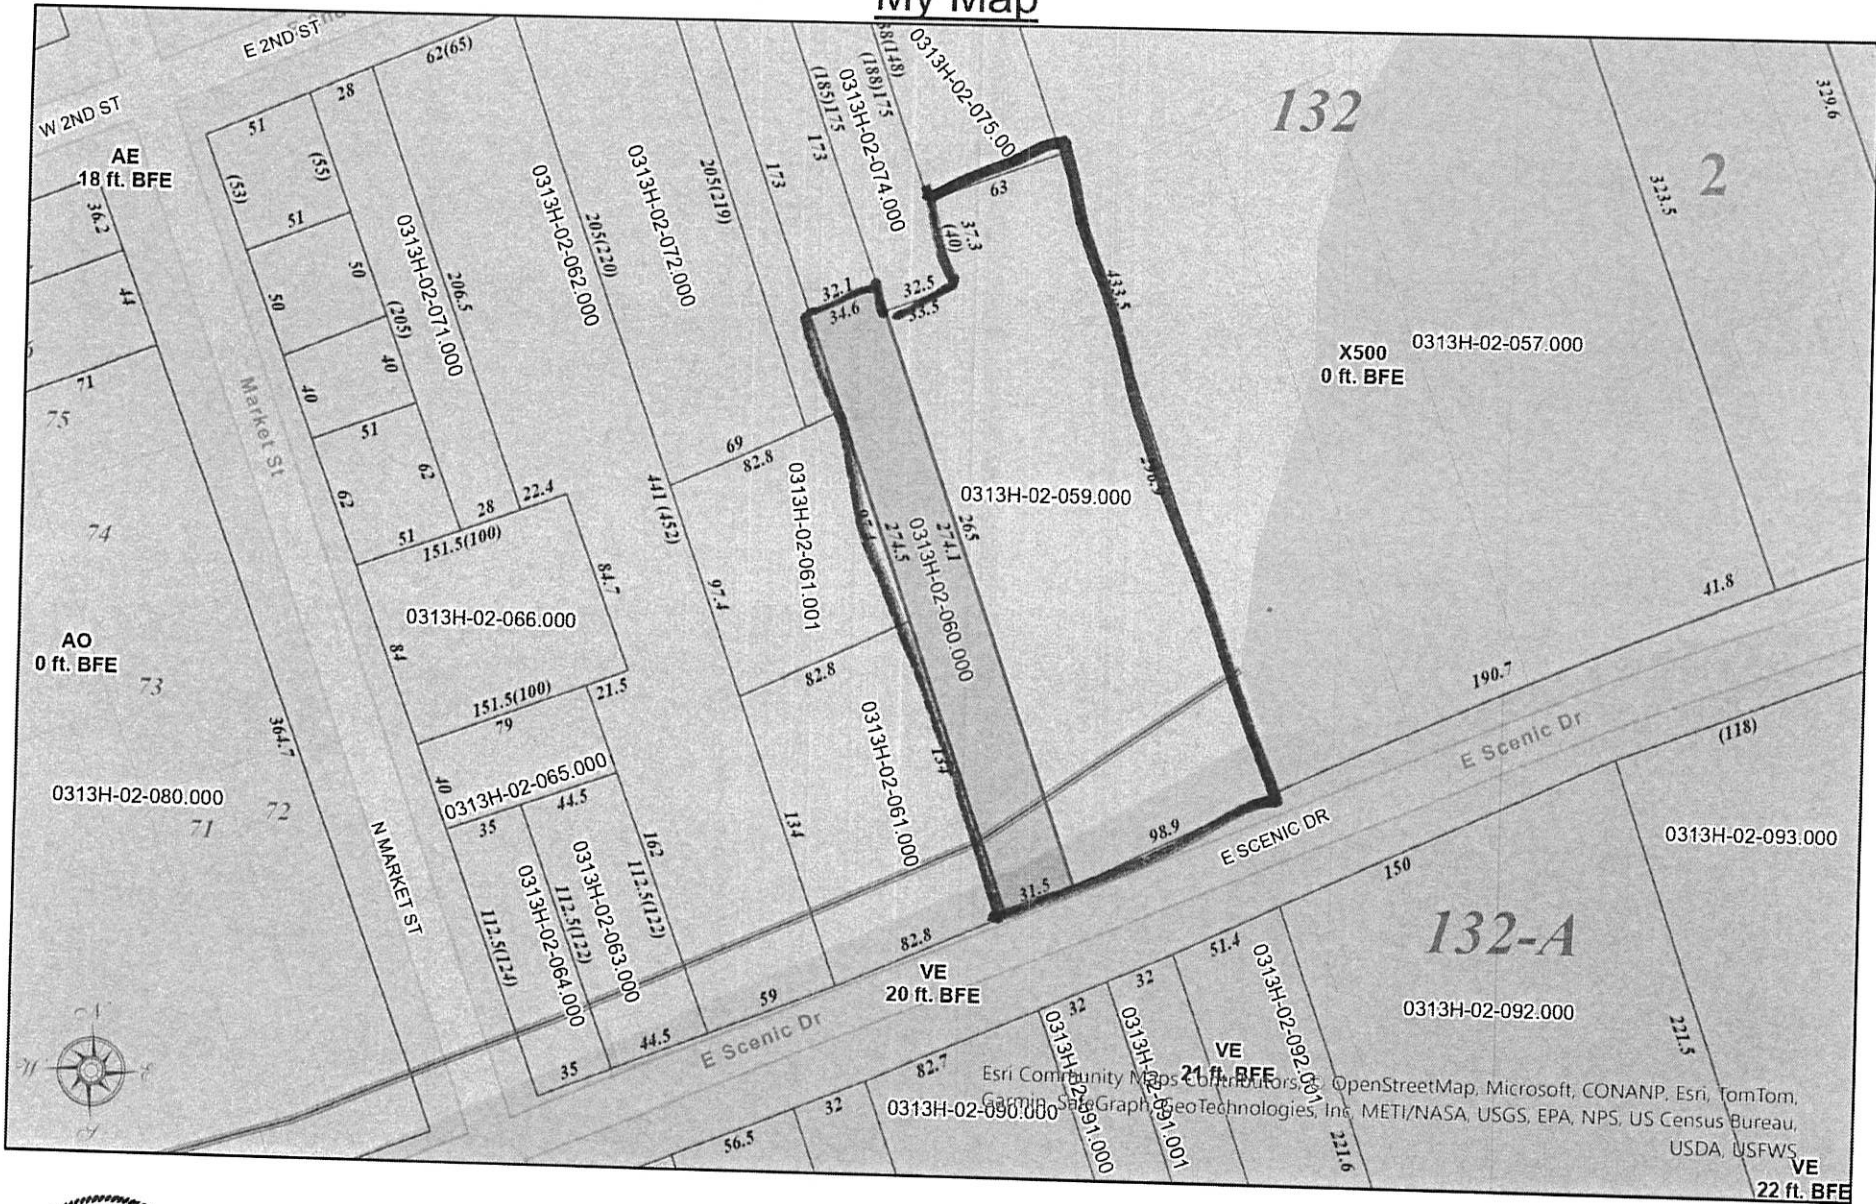 My Map
E 2ND ST
62(65)
W 2ND ST
28
51
AE
18 ft. BFE
(55)
(53)
36.2
51
44
50
50
(205)
40
40
51
71
75
62
62
Market St
0313H-02-071.000
206.5
0313H-02-062.000
205(220)
0313H-02-072.000
205(219)
173
173
(185)175
0313H-02-074.000
(188)175
0313H-02-075.00
63
37.3
(40)
32.1
34.6
32.5
33.5
132
2
323.5
329.6
433.5
X500
0 ft. BFE
0313H-02-057.000
69
82.8
441 (452)
0313H-02-061.001
97.4
97.4
274.5
274.1
265
0313H-02-060.000
0313H-02-059.000
22.4
28
51
151.5(100)
84.7
74
0313H-02-066.000
84
AO
0 ft. BFE
73
151.5(100)
21.5
79
364.7
40
0313H-02-065.000
44.5
35
0313H-02-080.000
72
71
82.8
0313H-02-061.000
134
134
162
112.5(122)
0313H-02-063.000
112.5(122)
0313H-02-064.000
112.5(124)
N MARKET ST
41.8
190.7
E Scenic Dr
(118)
98.9
E SCENIC DR
31.5
82.8
VE
20 ft. BFE
59
44.5
35
E Scenic Dr
150
0313H-02-093.000
132-A
0313H-02-092.000
51.4
0313H-02-092.001
32
32
0313H-02-091.000
0313H-02-091.001
VE
21 ft. BFE
82.7
32
56.5
0313H-02-090.000
221.5
221.6
Esri Community Maps Contributors, © OpenStreetMap, Microsoft, CONANP, Esri, TomTom,
Garmin, SafeGraph, GeoTechnologies, Inc, METI/NASA, USGS, EPA, NPS, US Census Bureau,
USDA, USFWS
VE
22 ft. BFE